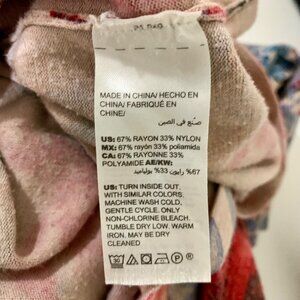 MADE IN CHINA/ HECHO EN
CHINA/ FABRIQUÉ EN
CHINE/
صنع في الصين
US: 67% RAYON 33% NYLON
MX: 67% rayón 33% poliamida
CA: 67% RAYONNE 33%
POLYAMIDE AE/KW:
67% رايون 33% بولياميد
US: TURN INSIDE OUT,
WITH SIMILAR COLORS.
MACHINE WASH COLD,
GENTLE CYCLE. ONLY
NON-CHLORINE BLEACH.
TUMBLE DRY LOW. WARM
IRON. MAY BE DRY
CLEANED
30